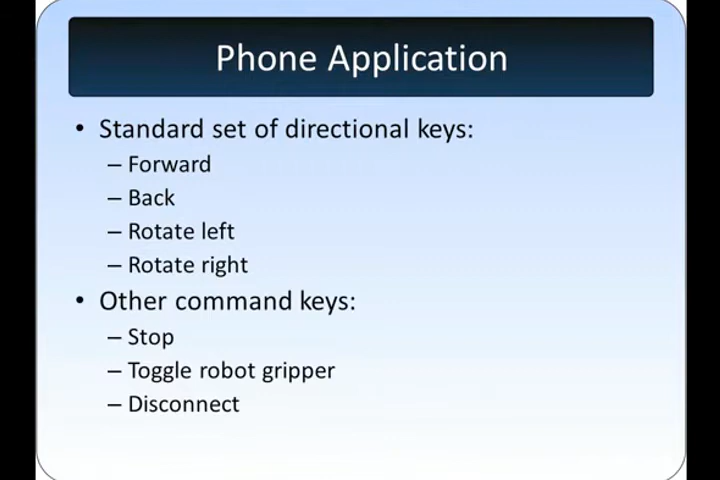 Phone Application
• Standard set of directional keys:
– Forward
– Back
– Rotate left
– Rotate right
• Other command keys:
– Stop
– Toggle robot gripper
– Disconnect